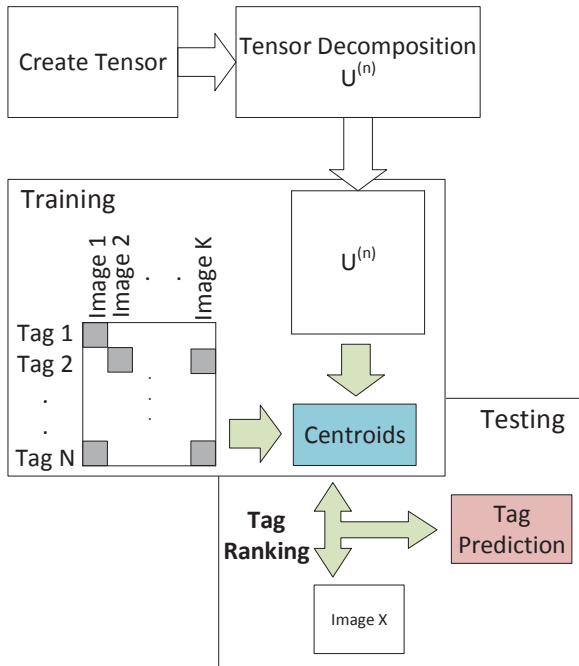 Create Tensor
Tensor Decomposition
U(n)
Training
Image 1
Image 2
.
.
Image K
Tag 1
Tag 2
.
.
Tag N
.
.
.
U(n)
Centroids
Testing
Tag
Ranking
Tag
Prediction
Image X